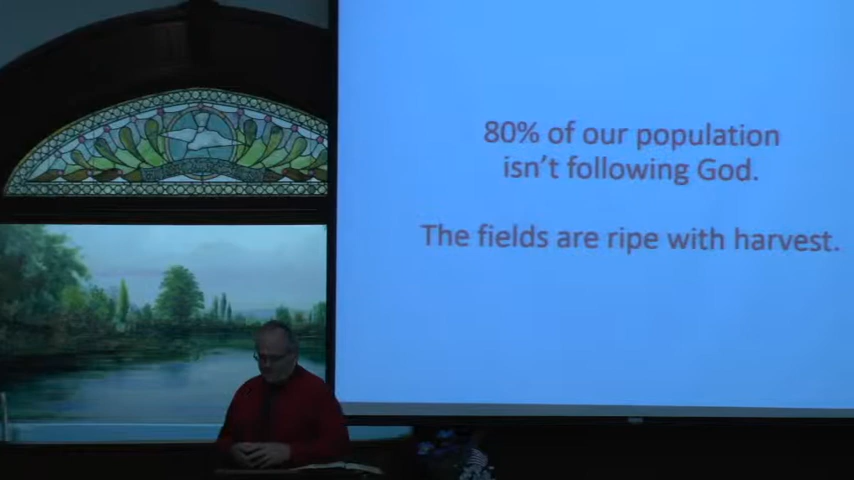 80% of our population
isn't following God.
The fields are ripe with harvest.